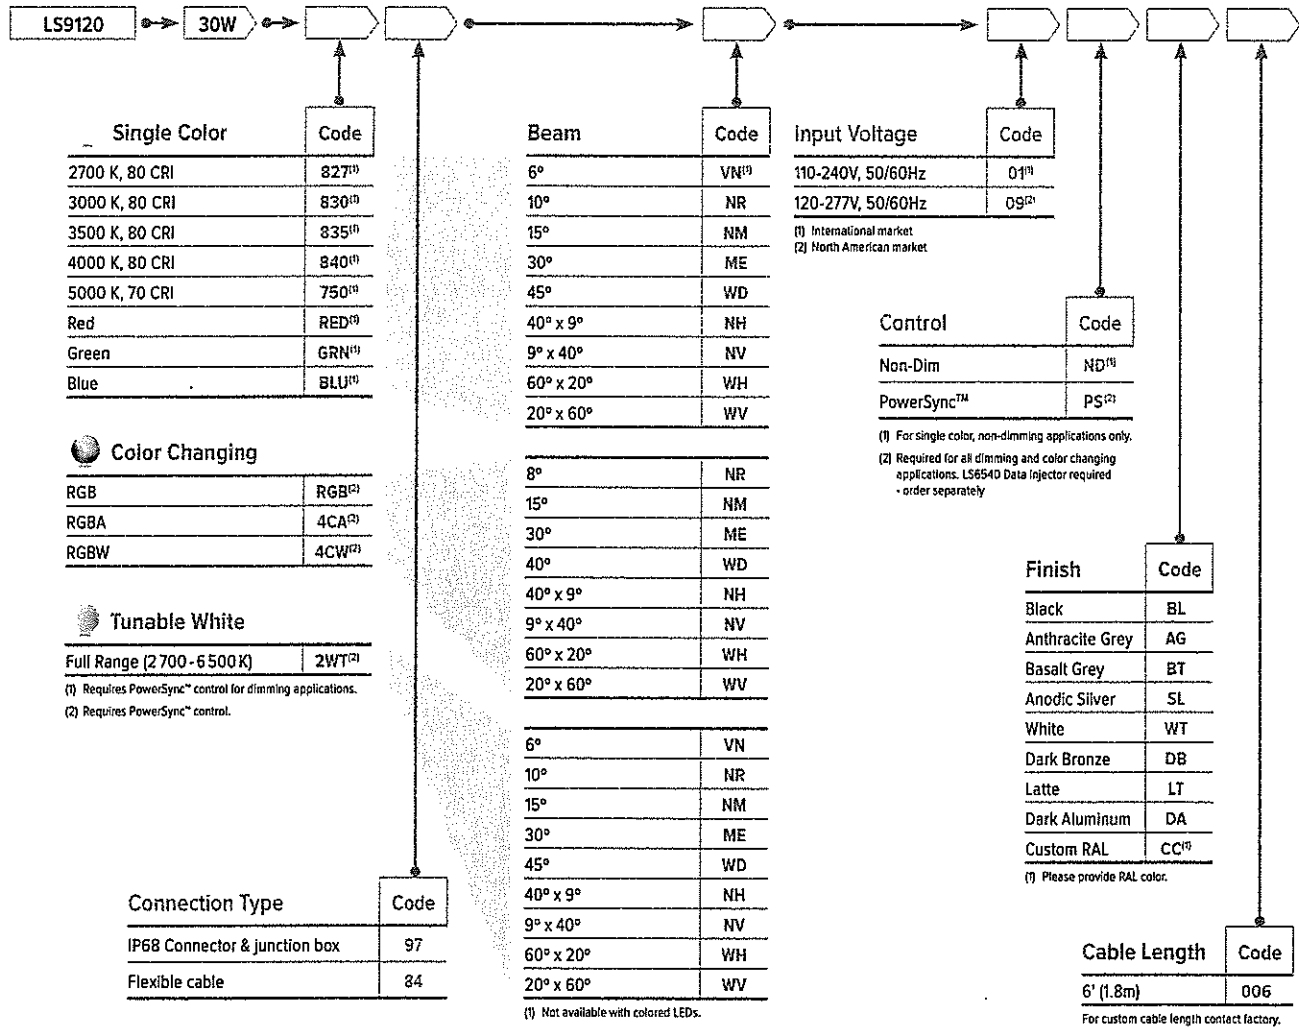 LS9120 30W
Single Color Code
2700 K, 80 CRI 827(1)
3000 K, 80 CRI 830(1)
3500 K, 80 CRI 835(1)
4000 K, 80 CRI 840(1)
5000 K, 70 CRI 750(1)
Red RED(1)
Green GRN(1)
Blue BLU(1)
Color Changing
RGB RGB(2)
RGBA 4CA(2)
RGBW 4CW(2)
Tunable White
Full Range (2700-6500K) 2WT(2)
(1) Requires PowerSync™ control for dimming applications.
(2) Requires PowerSync™ control.
Connection Type Code
IP68 Connector & junction box 97
Flexible cable 84
Beam Code
6° VN(1)
10° NR
15° NM
30° ME
45° WD
40° x 9° NH
9° x 40° NV
60° x 20° WH
20° x 60° WV
8° NR
15° NM
30° ME
40° WD
40° x 9° NH
9° x 40° NV
60° x 20° WH
20° x 60° WV
6° VN
10° NR
15° NM
30° ME
45° WD
40° x 9° NH
9° x 40° NV
60° x 20° WH
20° x 60° WV
(1) Not available with colored LEDs.
Input Voltage Code
110-240V, 50/60Hz 01(1)
120-277V, 50/60Hz 09(2)
(1) International market
(2) North American market
Control Code
Non-Dim ND(1)
PowerSync™ PS(2)
(1) For single color, non-dimming applications only.
(2) Required for all dimming and color changing
applications. LS6540 Data Injector required
- order separately
Finish Code
Black BL
Anthracite Grey AG
Basalt Grey BT
Anodic Silver SL
White WT
Dark Bronze DB
Latte LT
Dark Aluminum DA
Custom RAL CC(1)
(1) Please provide RAL color.
Cable Length Code
6' (1.8m) 006
For custom cable length contact factory.